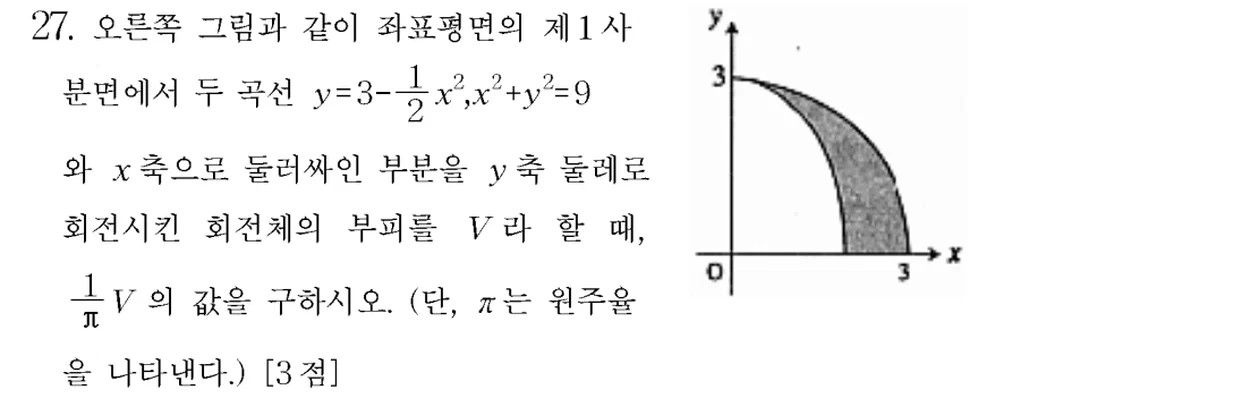 27. 오른쪽 그림과 같이 좌표평면의 제1사
분면에서 두 곡선 y=3-\frac{1}{2}x²,x²+y²=9
와 x축으로 둘러싸인 부분을 y축 둘레로
회전시킨 회전체의 부피를 V라 할 때,
\frac{1}{π}V의 값을 구하시오. (단, π는 원주율
을 나타낸다.) [3점]
y
3
O
3
x